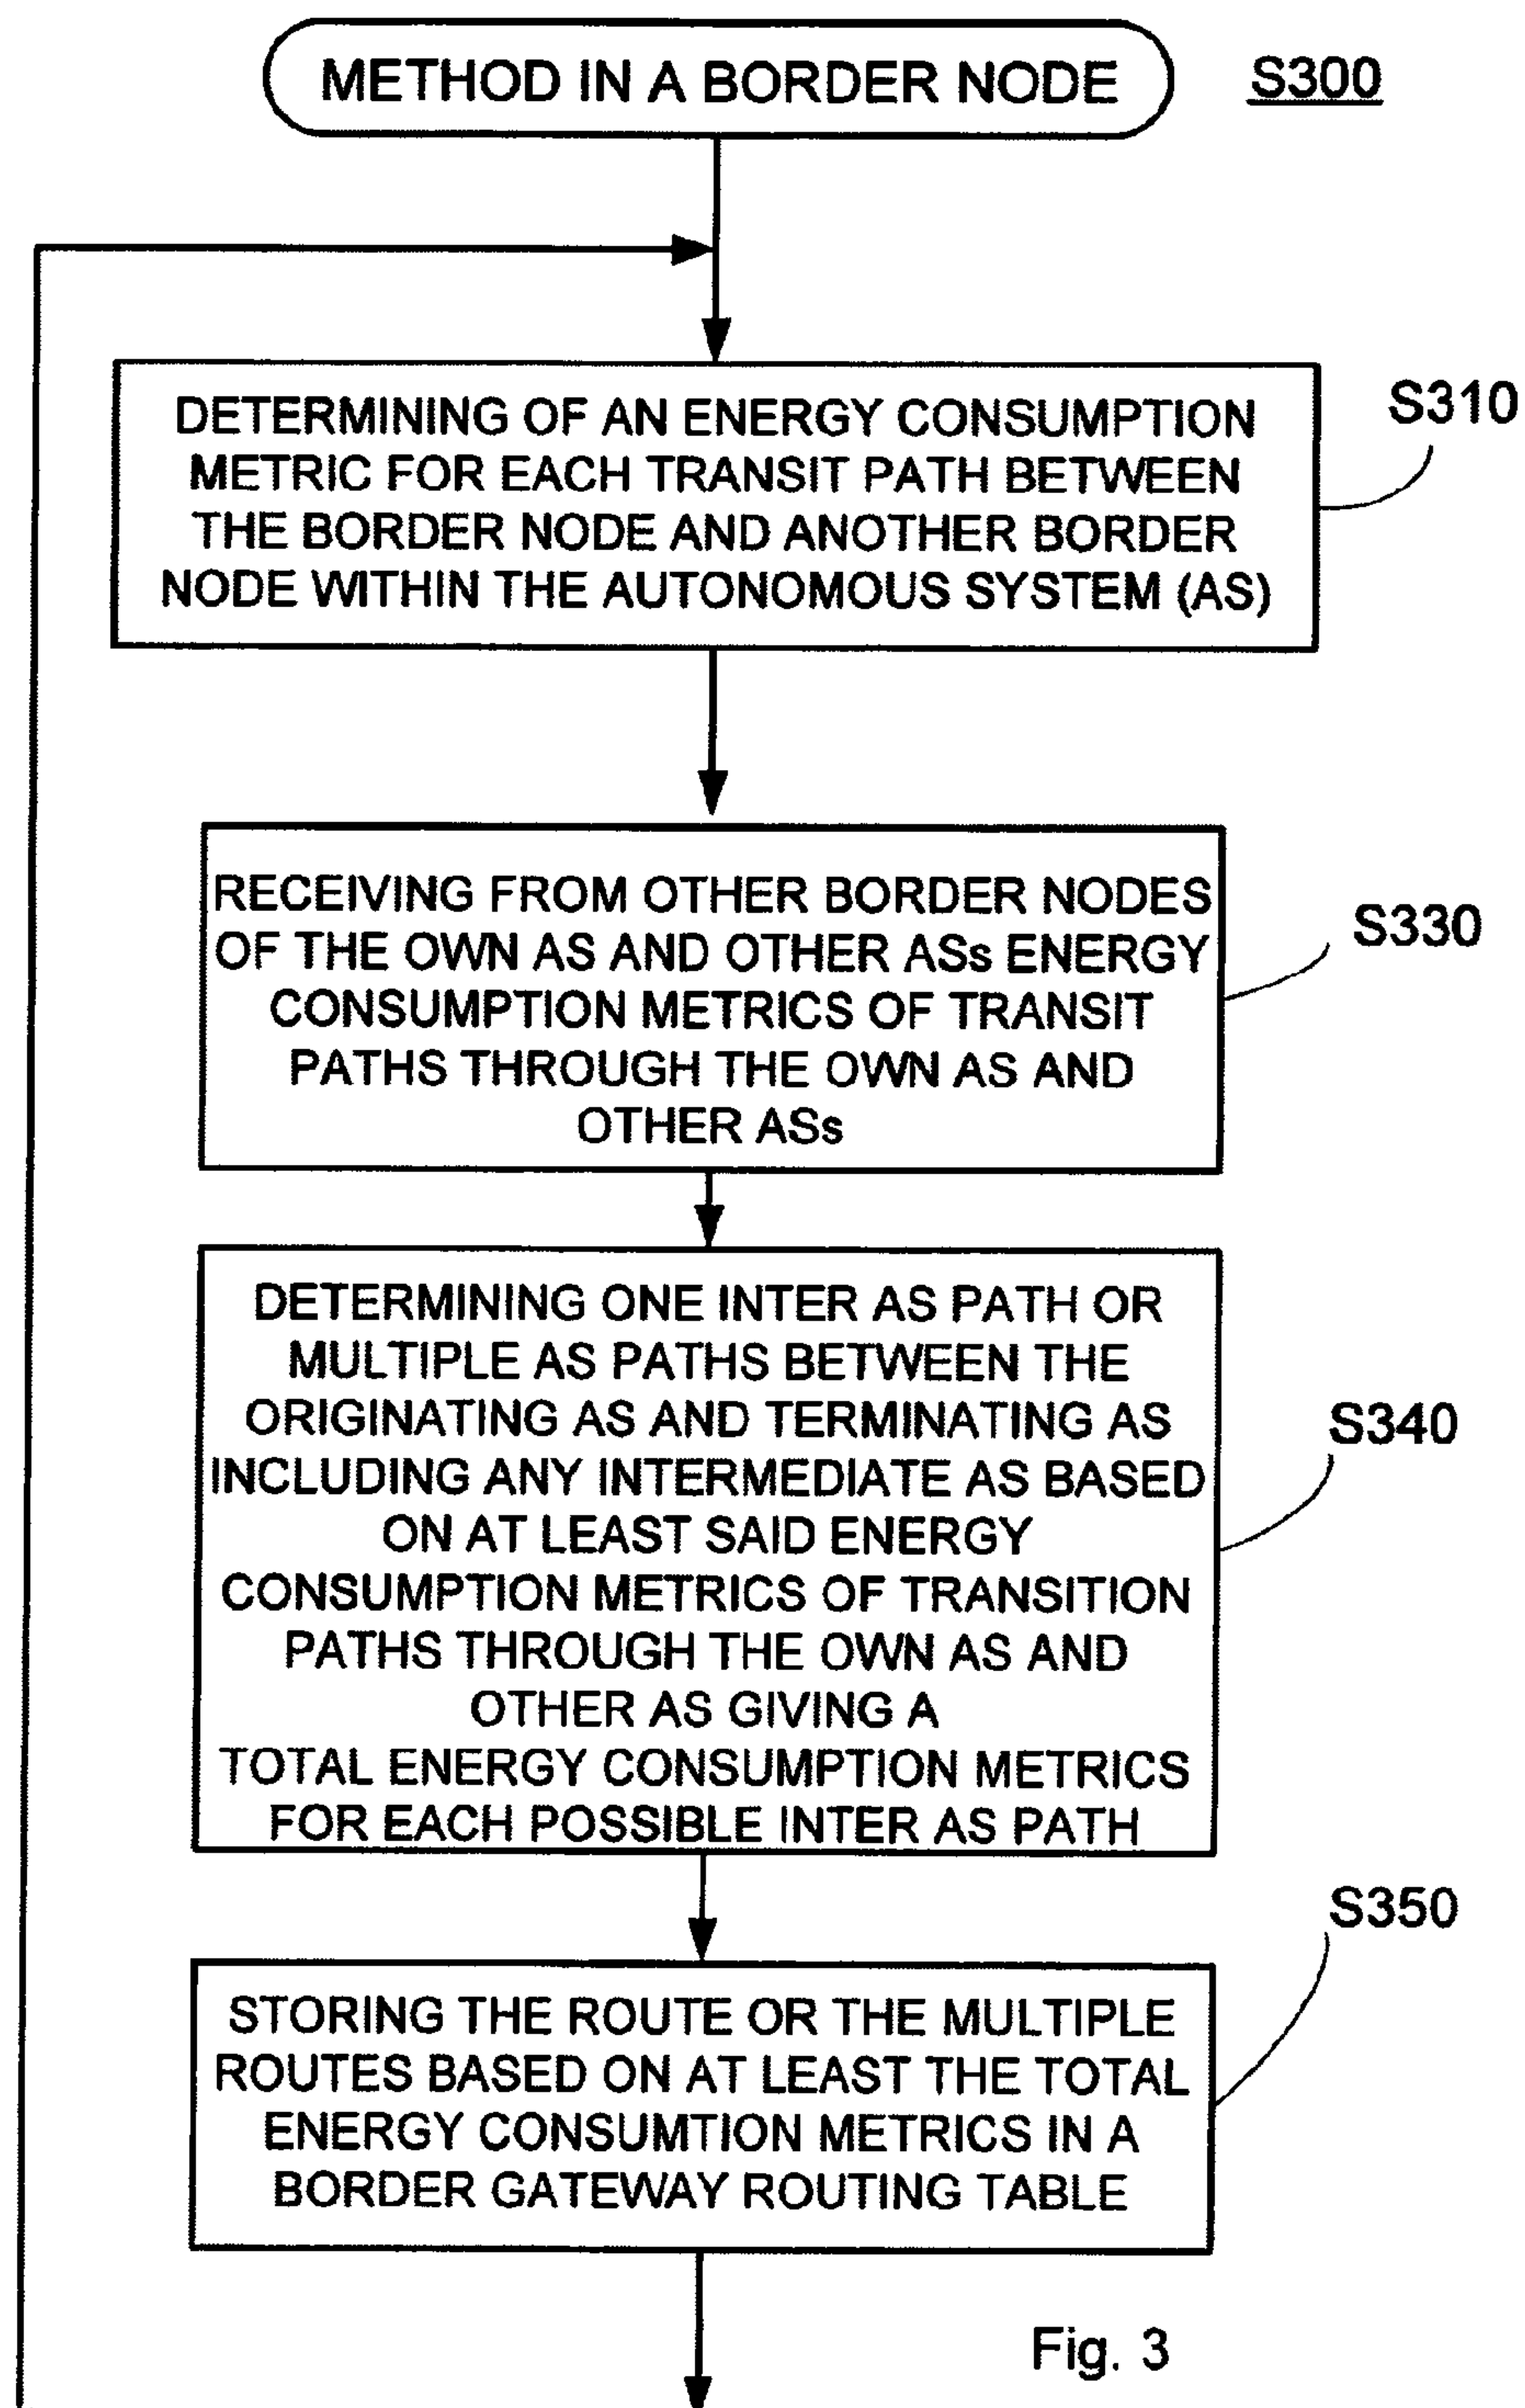 METHOD IN A BORDER NODE
S300
DETERMINING OF AN ENERGY CONSUMPTION
METRIC FOR EACH TRANSIT PATH BETWEEN
THE BORDER NODE AND ANOTHER BORDER
NODE WITHIN THE AUTONOMOUS SYSTEM (AS)
S310
RECEIVING FROM OTHER BORDER NODES
OF THE OWN AS AND OTHER ASs ENERGY
CONSUMPTION METRICS OF TRANSIT
PATHS THROUGH THE OWN AS AND
OTHER ASs
S330
DETERMINING ONE INTER AS PATH OR
MULTIPLE AS PATHS BETWEEN THE
ORIGINATING AS AND TERMINATING AS
INCLUDING ANY INTERMEDIATE AS BASED
ON AT LEAST SAID ENERGY
CONSUMPTION METRICS OF TRANSITION
PATHS THROUGH THE OWN AS AND
OTHER AS GIVING A
TOTAL ENERGY CONSUMPTION METRICS
FOR EACH POSSIBLE INTER AS PATH
S340
STORING THE ROUTE OR THE MULTIPLE
ROUTES BASED ON AT LEAST THE TOTAL
ENERGY CONSUMTION METRICS IN A
BORDER GATEWAY ROUTING TABLE
S350
Fig. 3